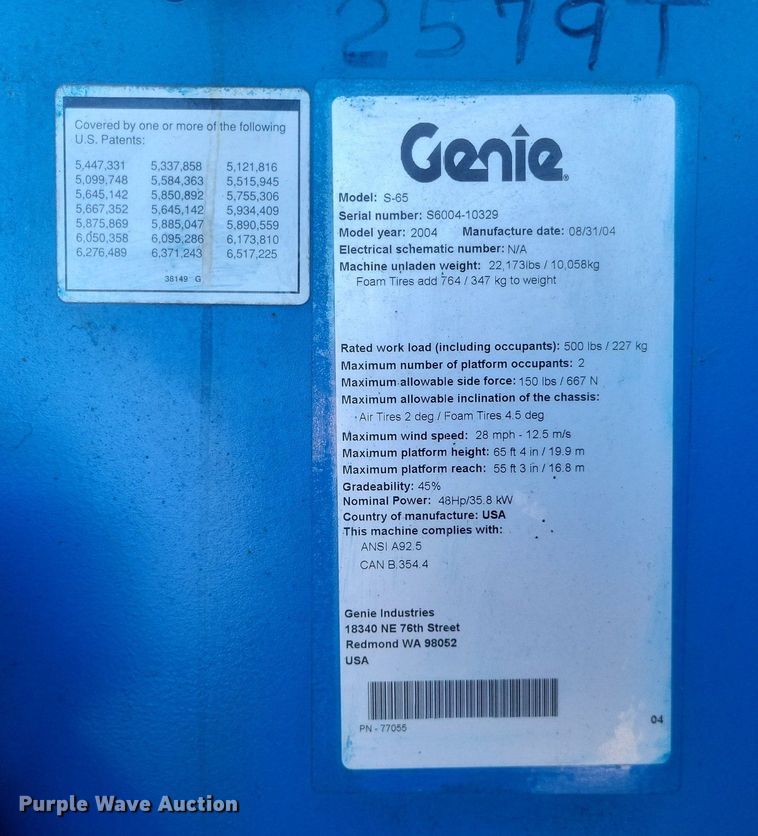 2579T
Covered by one or more of the following
U.S. Patents:
5,447,331 5,337,858 5,121,816
5,099,748 5,584,363 5,515,945
5,645,142 5,850,892 5,755,306
5,667,352 5,645,142 5,934,409
5,875,869 5,885,047 5,890,559
6,050,358 6,095,286 6,173,810
6,276,489 6,371,243 6,517,225
38149 G
Genie
Model: S-65
Serial number: S6004-10329
Model year: 2004 Manufacture date: 08/31/04
Electrical schematic number: N/A
Machine unladen weight: 22,173lbs / 10,058kg
Foam Tires add 764 / 347 kg to weight
Rated work load (including occupants): 500 lbs / 227 kg
Maximum number of platform occupants: 2
Maximum allowable side force: 150 lbs / 667 N
Maximum allowable inclination of the chassis:
Air Tires 2 deg / Foam Tires 4.5 deg
Maximum wind speed: 28 mph - 12.5 m/s
Maximum platform height: 65 ft 4 in / 19.9 m
Maximum platform reach: 55 ft 3 in / 16.8 m
Gradeability: 45%
Nominal Power: 48Hp/35.8 kW
Country of manufacture: USA
This machine complies with:
ANSI A92.5
CAN B.354.4
Genie Industries
18340 NE 76th Street
Redmond WA 98052
USA
PN - 77055
04
Purple Wave Auction